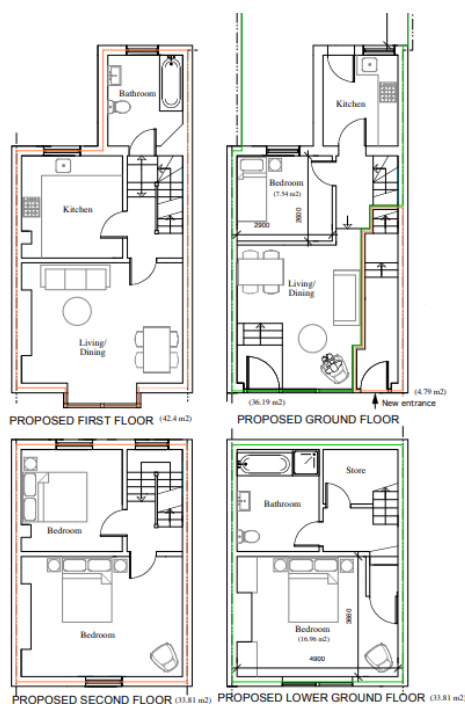 Bathroom
Kitchen
Living/
Dining
PROPOSED FIRST FLOOR (42.4 m2)
Kitchen
Bedroom
(7.54 m2)
2900
2600
Living/
Dining
(36.19 m2)
(4.79 m2)
New entrance
PROPOSED GROUND FLOOR
Bedroom
Bedroom
PROPOSED SECOND FLOOR (33.81 m2)
Store
Bathroom
Bedroom
(16.96 m2)
3660
4900
PROPOSED LOWER GROUND FLOOR (33.81 m2)